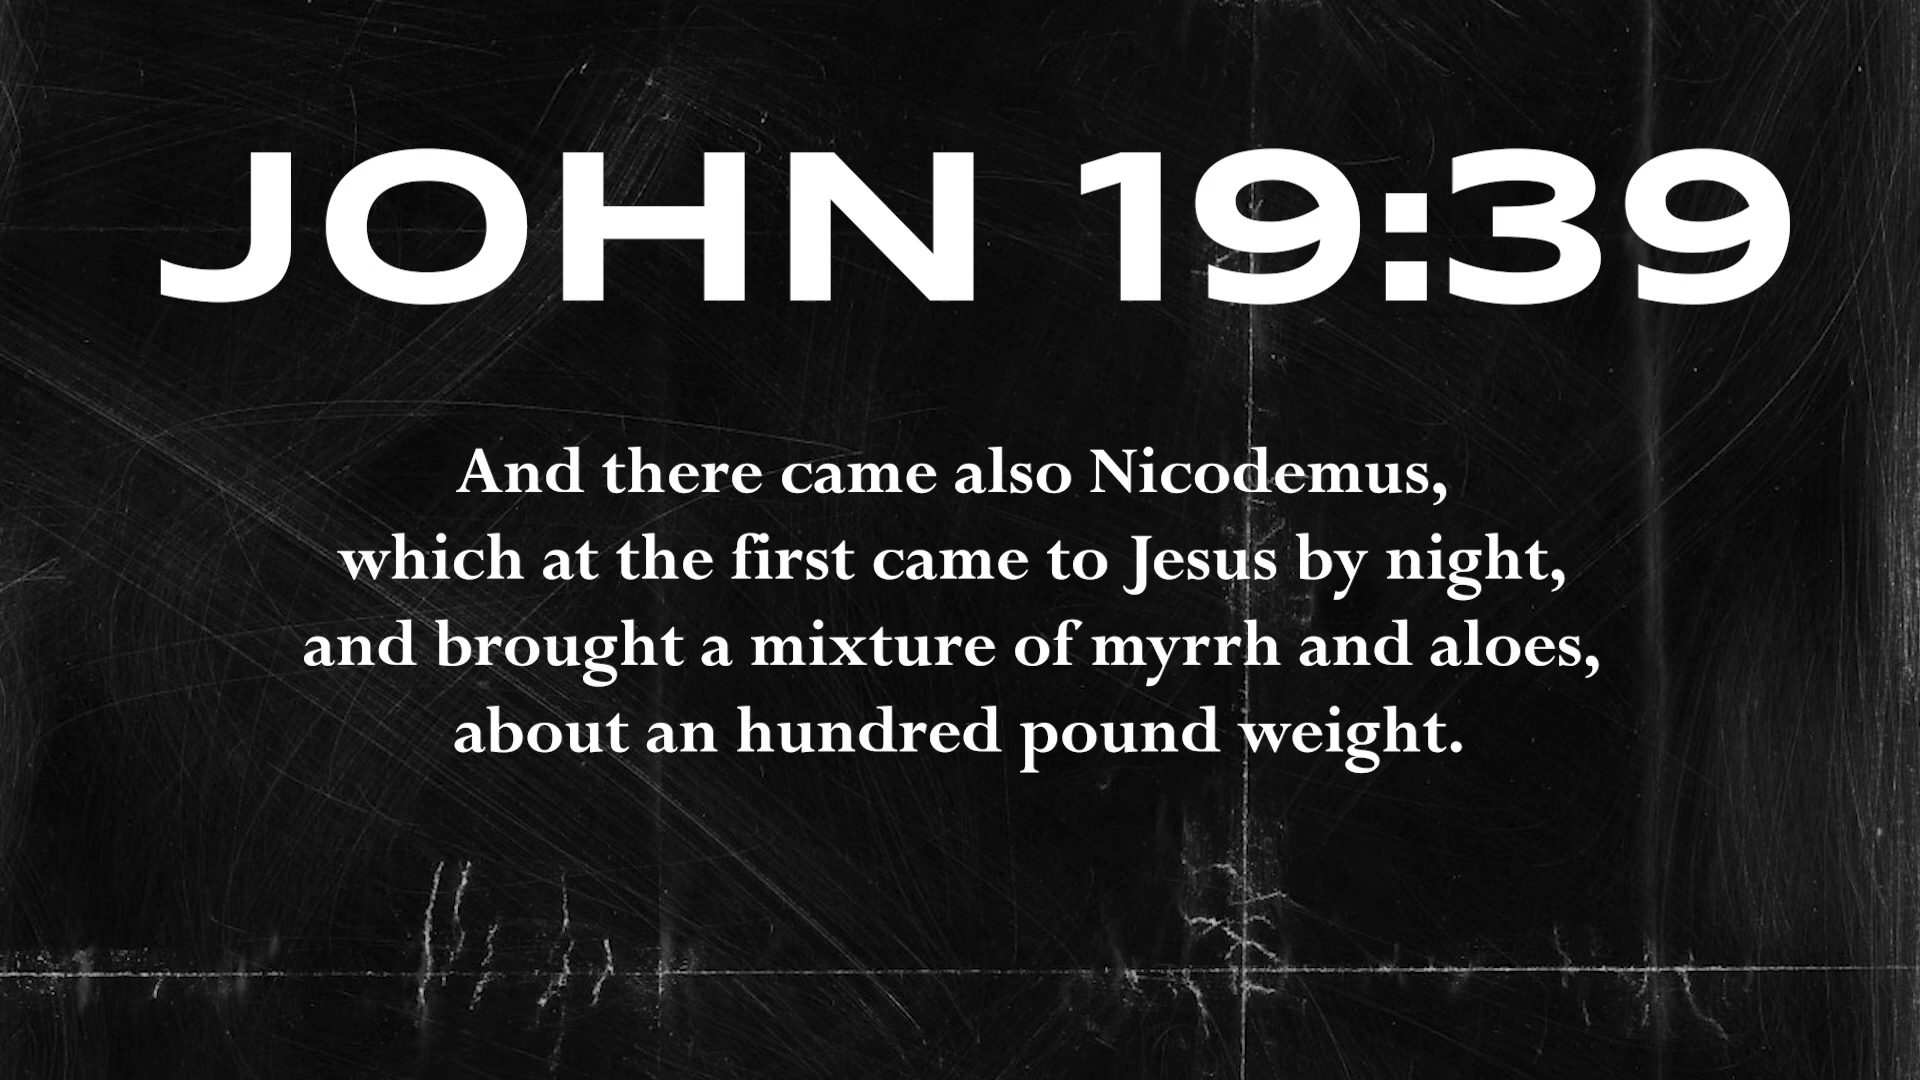 JOHN 19:39
And there came also Nicodemus,
which at the first came to Jesus by night,
and brought a mixture of myrrh and aloes,
about an hundred pound weight.